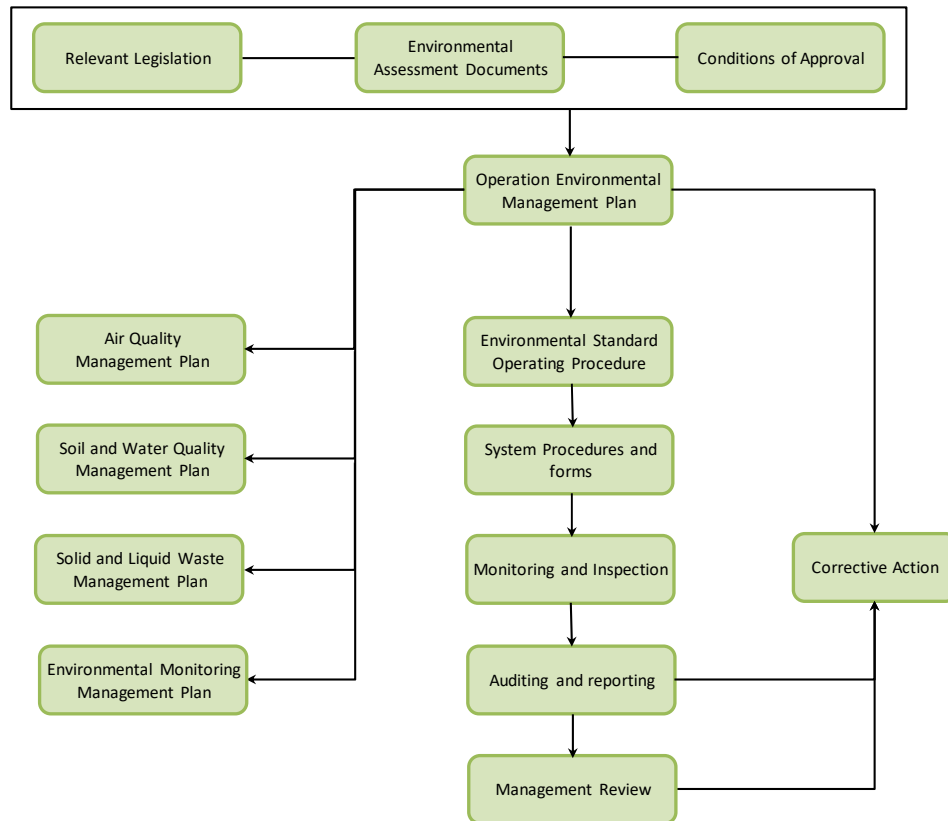 Relevant Legislation
Environmental
Assessment Documents
Conditions of Approval
Operation Environmental
Management Plan
Air Quality
Management Plan
Soil and Water Quality
Management Plan
Solid and Liquid Waste
Management Plan
Environmental Monitoring
Management Plan
Environmental Standard
Operating Procedure
System Procedures and
forms
Monitoring and Inspection
Auditing and reporting
Management Review
Corrective Action